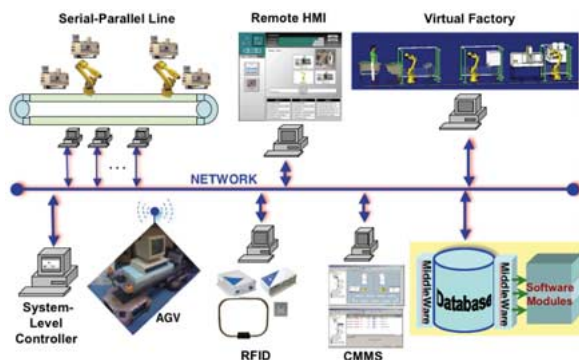 Serial-Parallel Line
Remote HMI
Virtual Factory
...
NETWORK
System-
Level
Controller
AGV
RFID
CMMS
MiddleWare
Database
MiddleWare
Software
Modules